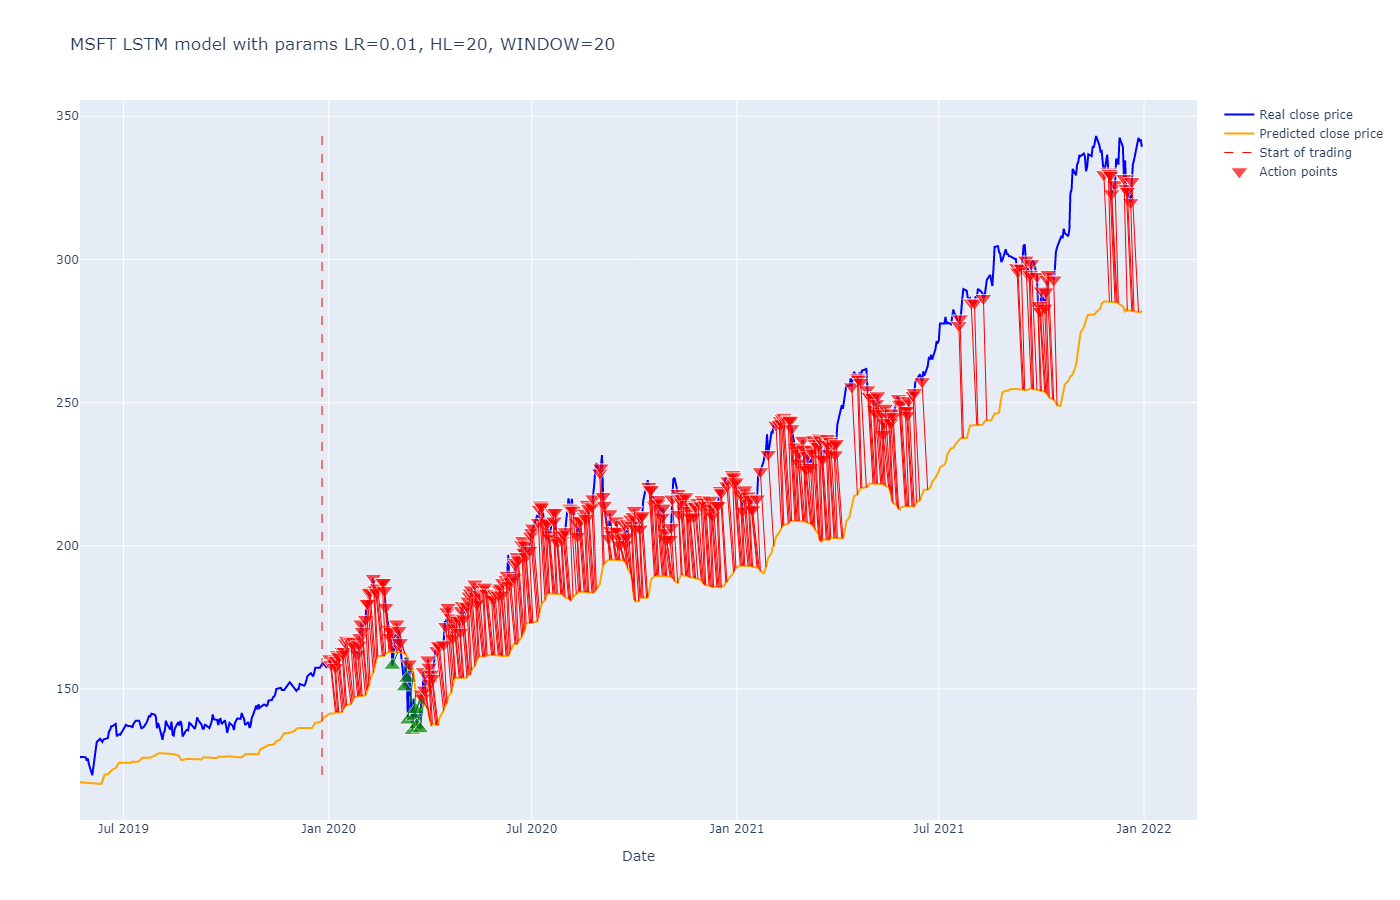 MSFT LSTM model with params LR=0.01, HL=20, WINDOW=20
Real close price
Predicted close price
Start of trading
Action points
350
300
250
200
150
Jul 2019
Jan 2020
Jul 2020
Jan 2021
Jul 2021
Jan 2022
Date